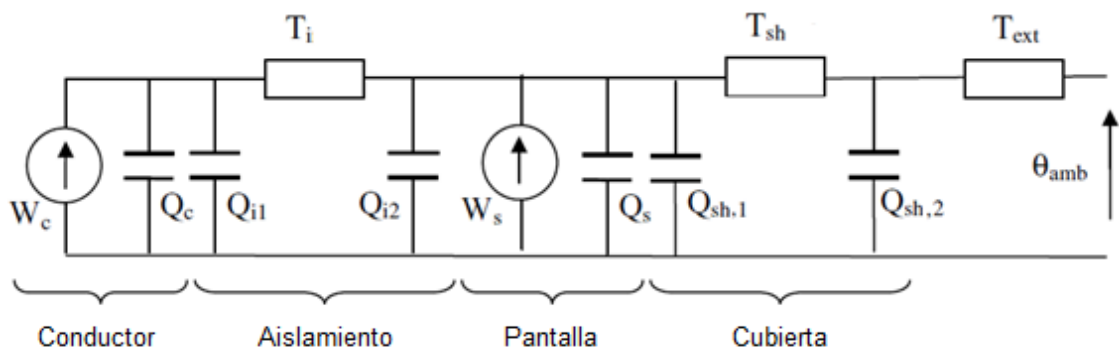 T_i
T_sh
T_ext
W_c
Q_c
Q_i1
Q_i2
W_s
Q_s
Q_sh,1
Q_sh,2
θ_amb
Conductor
Aislamiento
Pantalla
Cubierta